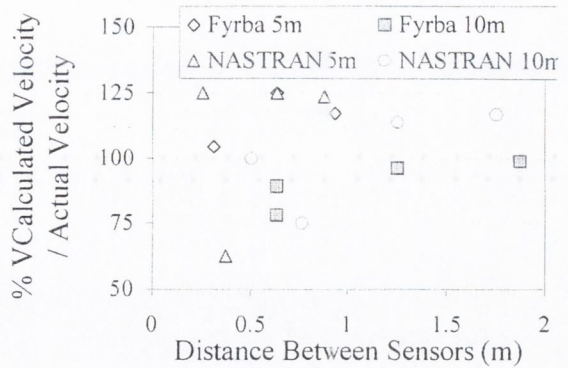 Fyrba 5m
Fyrba 10m
NASTRAN 5m
NASTRAN 10m
% VCalculated Velocity
/ Actual Velocity
150
125
100
75
50
0
0.5
1
1.5
2
Distance Between Sensors (m)